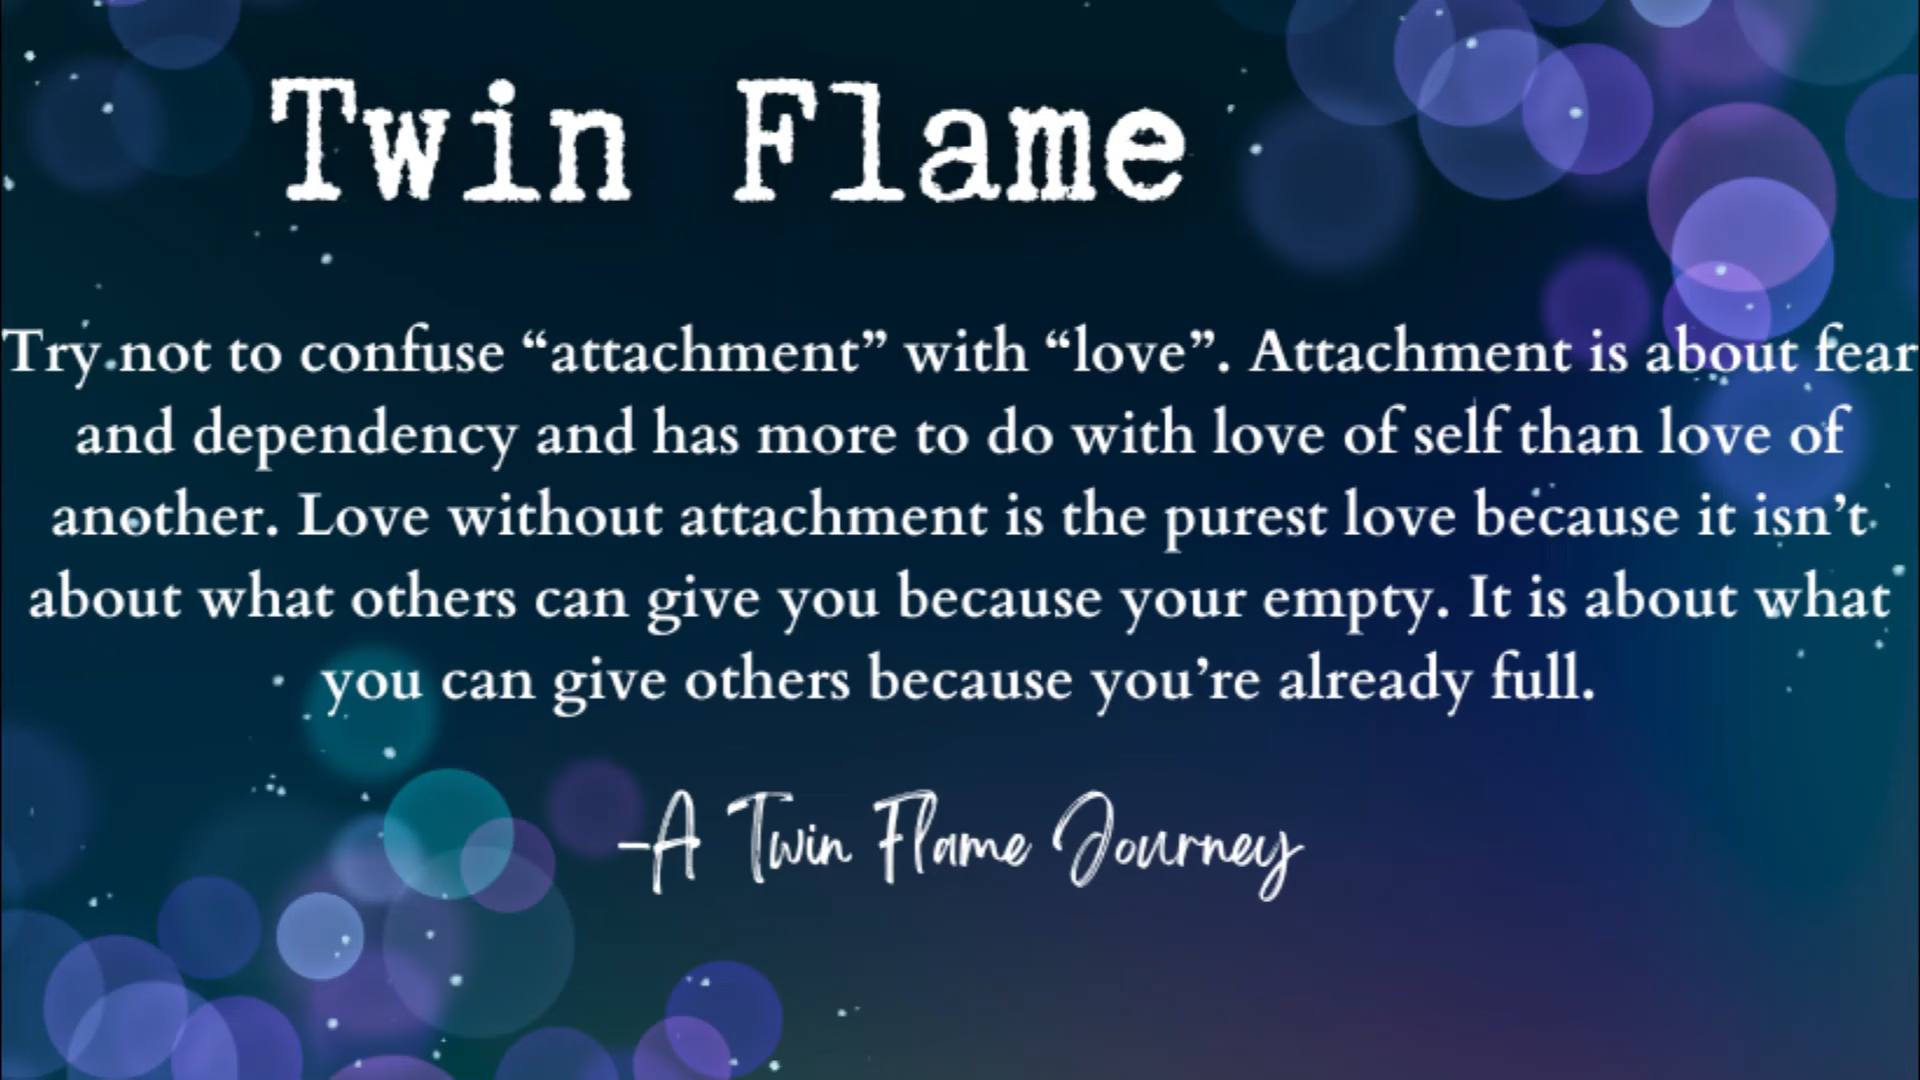 Twin Flame
Try not to confuse “attachment” with “love”. Attachment is about fear
and dependency and has more to do with love of self than love of
another. Love without attachment is the purest love because it isn’t
about what others can give you because your empty. It is about what
you can give others because you’re already full.
-A Twin Flame Journey